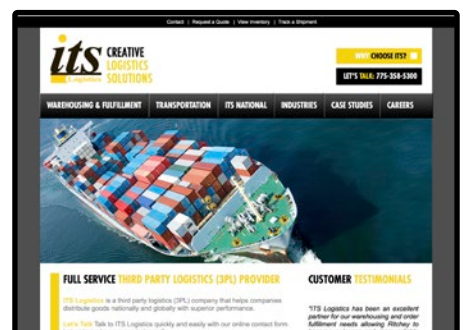 Contact | Request a Quote | View Inventory | Track a Shipment
its Logistics
CREATIVE
LOGISTICS
SOLUTIONS
WHY CHOOSE ITS?
LET'S TALK: 775-358-5300
WAREHOUSING & FULFILLMENT TRANSPORTATION ITS NATIONAL INDUSTRIES CASE STUDIES CAREERS
FULL SERVICE THIRD PARTY LOGISTICS (3PL) PROVIDER
ITS Logistics is a third party logistics (3PL) company that helps companies
distribute goods nationally and globally with superior performance.
Let's Talk Talk to ITS Logistics quickly and easily with our online contact form.
CUSTOMER TESTIMONIALS
"ITS Logistics has been an excellent
partner for our warehousing and order
fulfillment needs allowing Ritchey to